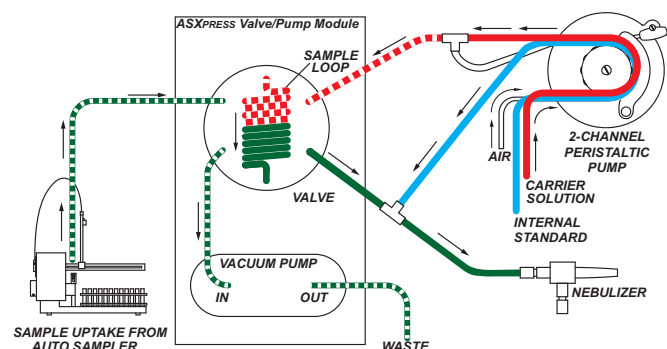 ASXPRESS Valve/Pump Module
SAMPLE
LOOP
2-CHANNEL
PERISTALTIC
PUMP
AIR
CARRIER
SOLUTION
INTERNAL
STANDARD
VALVE
VACUUM PUMP
IN
OUT
NEBULIZER
SAMPLE UPTAKE FROM
AUTO SAMPLER
WASTE